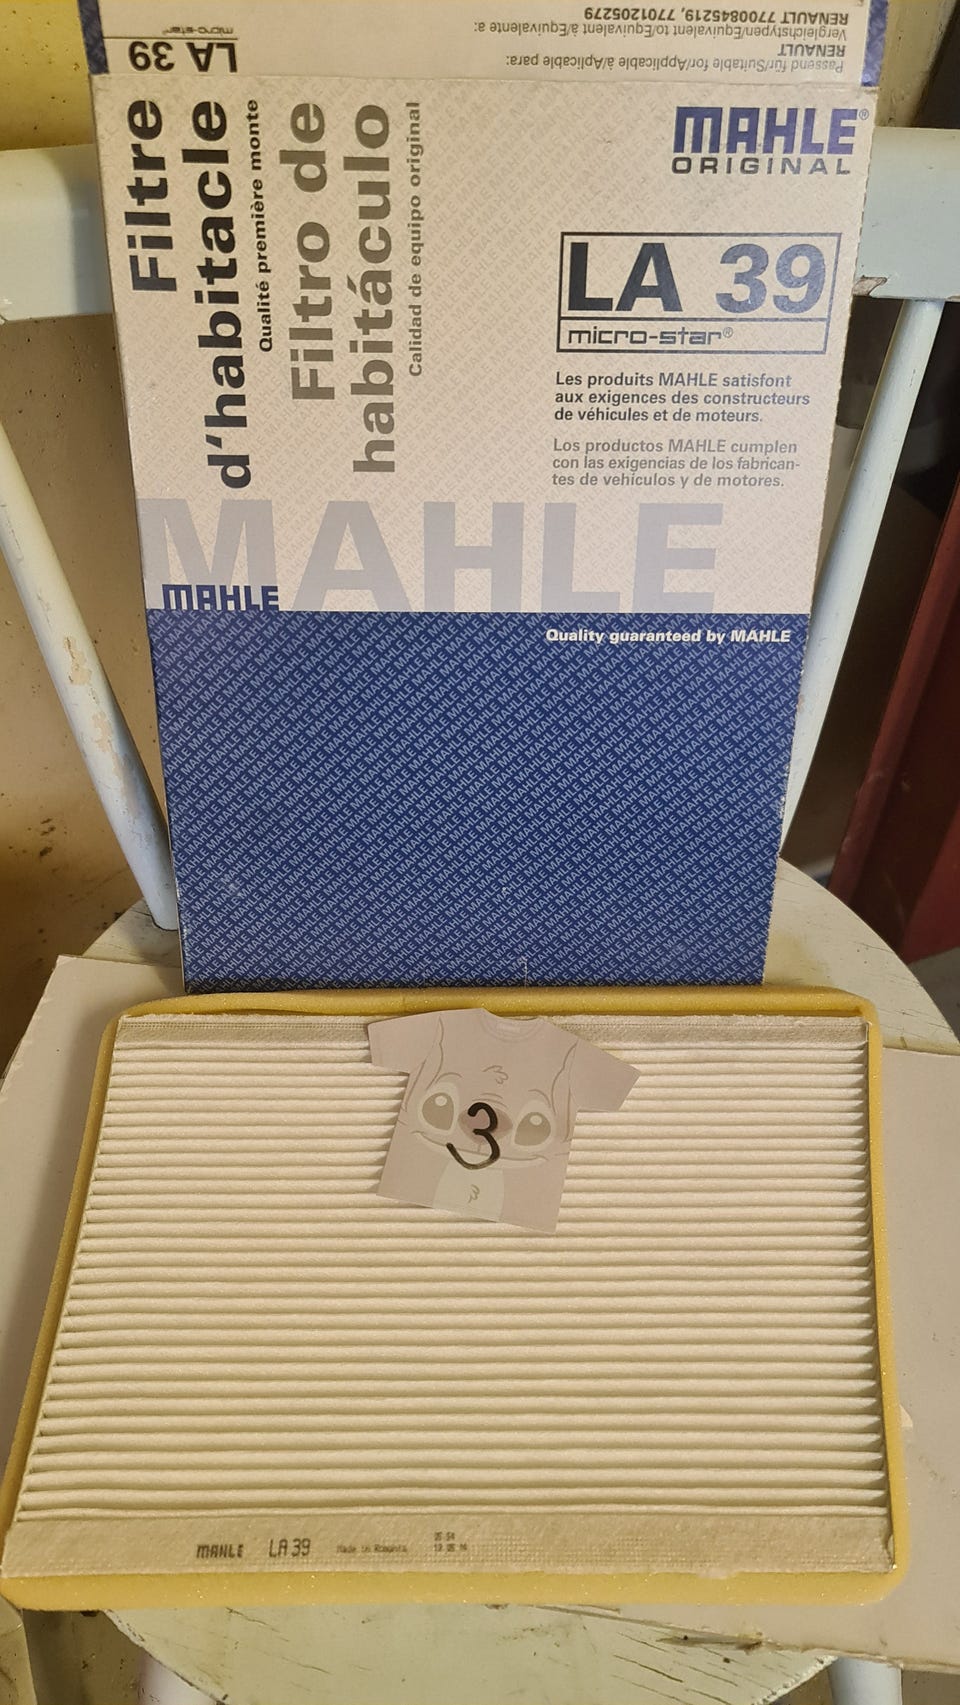 RENAULT 7700845219, 7701205279
Vergleichstypen/Equivalent to/Equivalent à/Equivalente a:
RENAULT
Passend für/Suitable for/Applicable à/Aplicable para:
LA 39
micro-star®
Filtre
d'habitacle
Qualité première monte
Filtro de
habitáculo
Calidad de equipo original
MAHLE®
ORIGINAL
LA 39
micro-star®
Les produits MAHLE satisfont
aux exigences des constructeurs
de véhicules et de moteurs.
Los productos MAHLE cumplen
con las exigencias de los fabrican-
tes de vehículos y de motores.
MAHLE
MAHLE
Quality guaranteed by MAHLE
3
MAHLE LA 39 Made in Romania